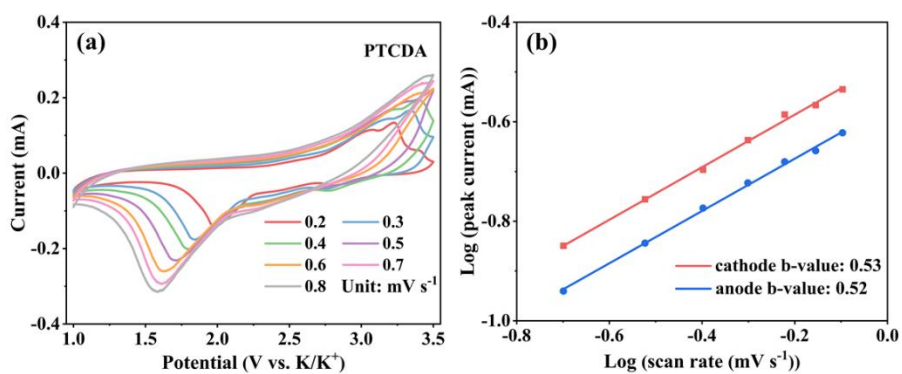 (a)
PTCDA
0.4
0.2
0.0
-0.2
-0.4
Current (mA)
0.2
0.3
0.4
0.5
0.6
0.7
0.8
Unit: mV s⁻¹
1.0 1.5 2.0 2.5 3.0 3.5
Potential (V vs. K/K⁺)
(b)
-0.4
-0.6
-0.8
-1.0
Log (peak current (mA))
cathode b-value: 0.53
anode b-value: 0.52
-0.8 -0.6 -0.4 -0.2 0.0
Log (scan rate (mV s⁻¹))